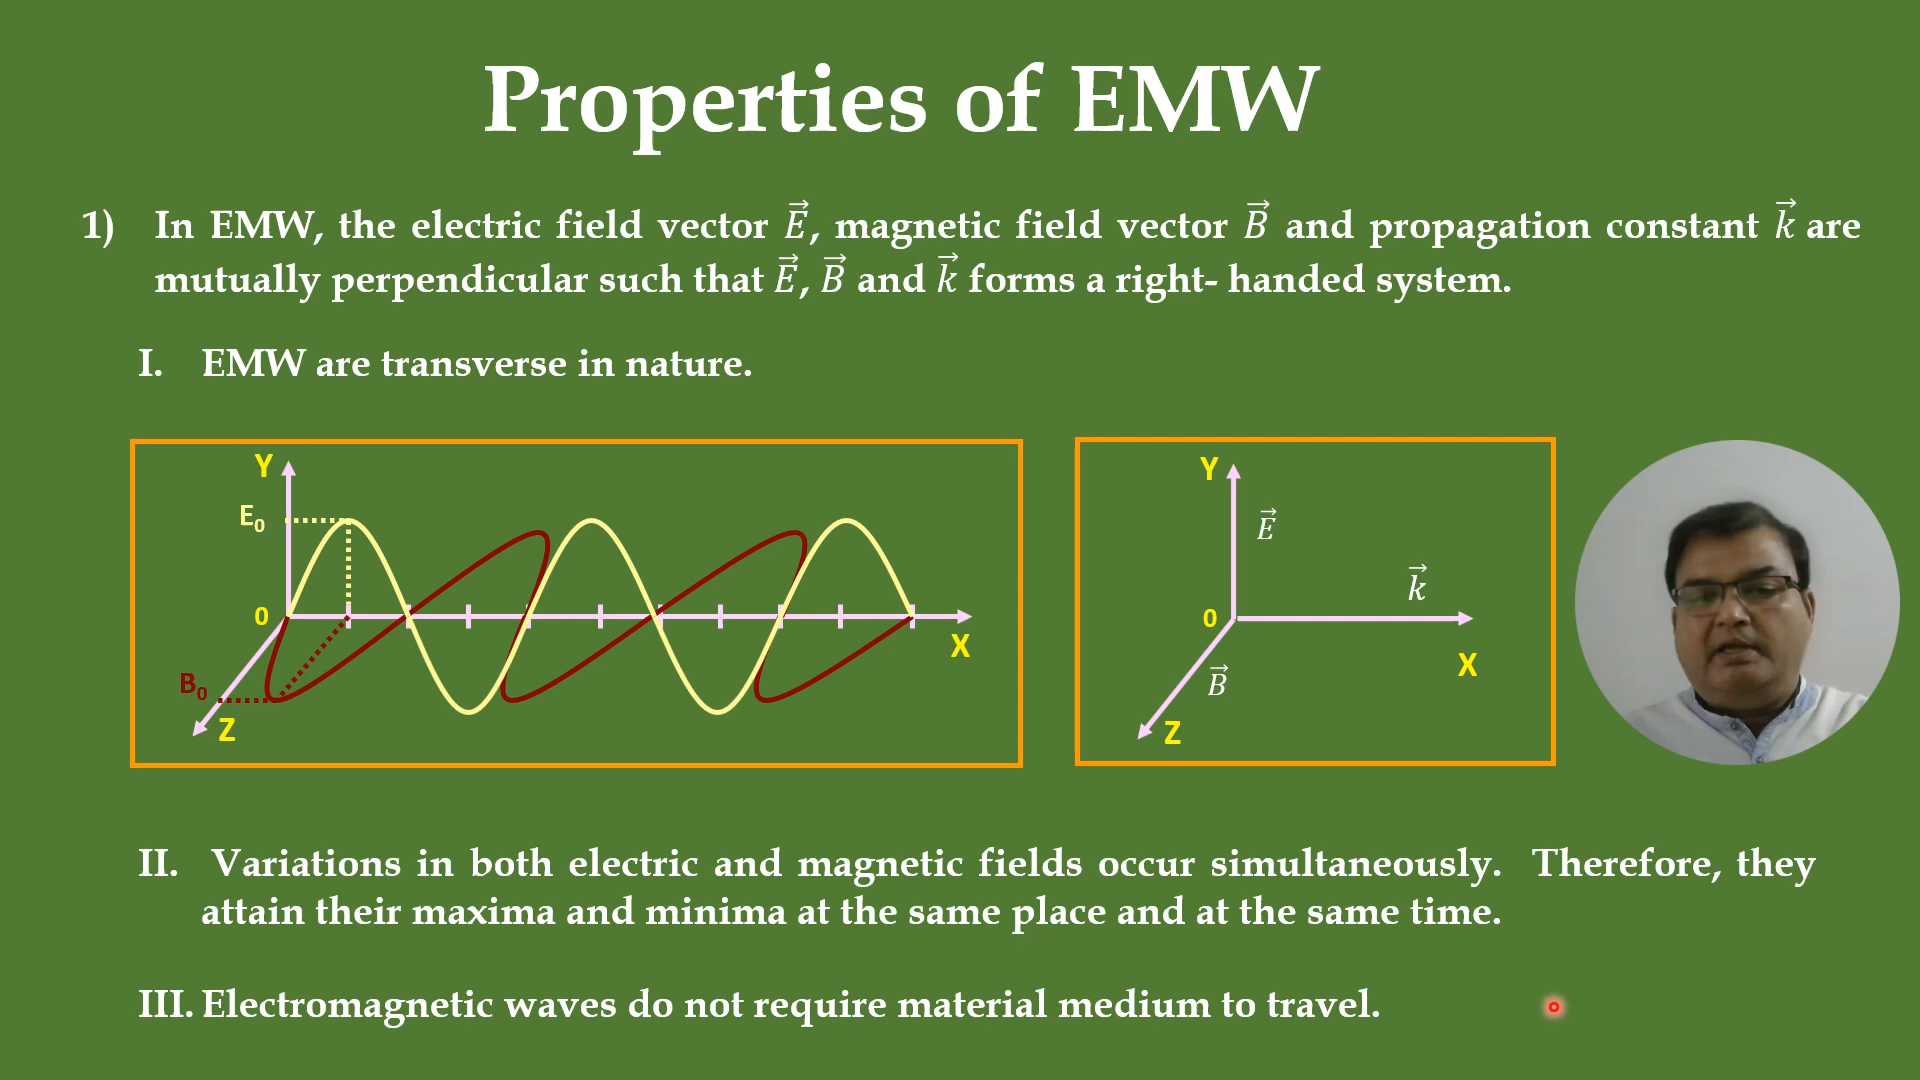 Properties of EMW
1) In EMW, the electric field vector E⃗, magnetic field vector B⃗ and propagation constant k⃗ are
mutually perpendicular such that E⃗, B⃗ and k⃗ forms a right- handed system.
I. EMW are transverse in nature.
Y
E₀
0
X
B₀
Z
Y
E⃗
k⃗
0
X
B⃗
Z
II. Variations in both electric and magnetic fields occur simultaneously. Therefore, they
attain their maxima and minima at the same place and at the same time.
III. Electromagnetic waves do not require material medium to travel.